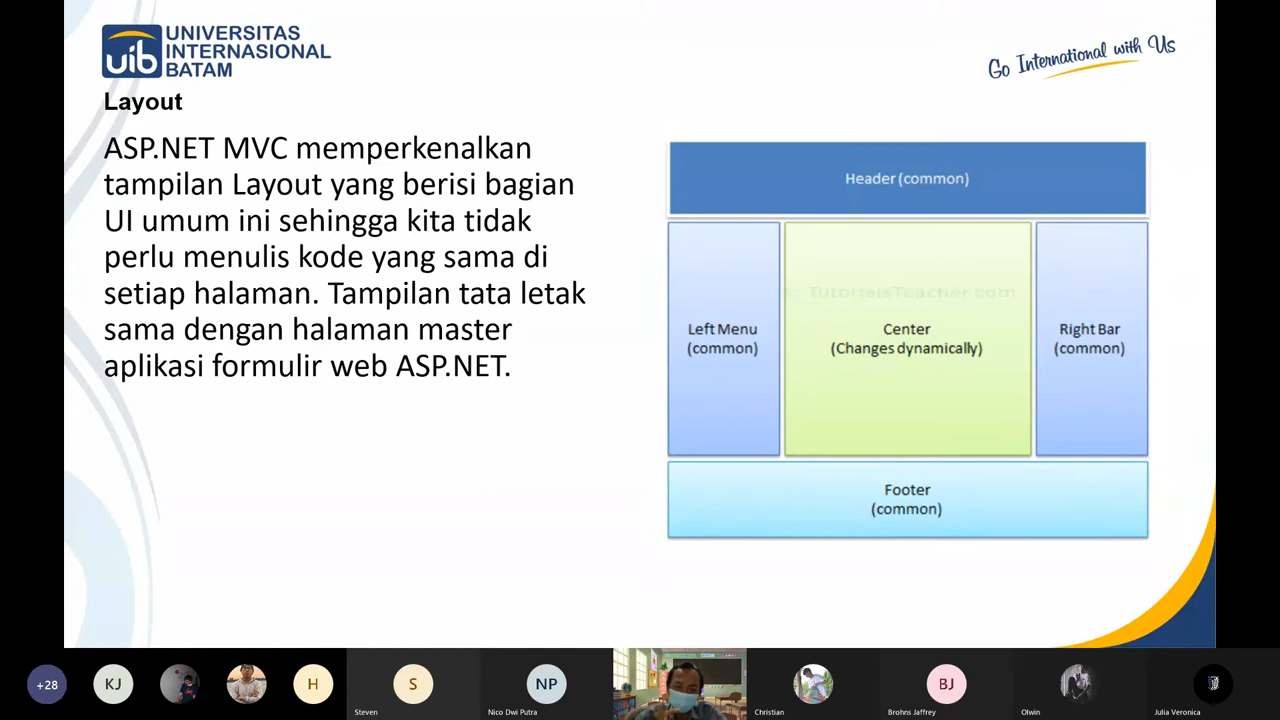 UNIVERSITAS
INTERNASIONAL
BATAM
uib
Go International with Us
Layout
ASP.NET MVC memperkenalkan
tampilan Layout yang berisi bagian
UI umum ini sehingga kita tidak
perlu menulis kode yang sama di
setiap halaman. Tampilan tata letak
sama dengan halaman master
aplikasi formulir web ASP.NET.
Header (common)
TutorialsTeacher.com
Left Menu
(common)
Center
(Changes dynamically)
Right Bar
(common)
Footer
(common)
+28
KJ
H
S
Steven
NP
Nico Dwi Putra
Christian
BJ
Brohns Jaffrey
Olwin
Julia Veronica